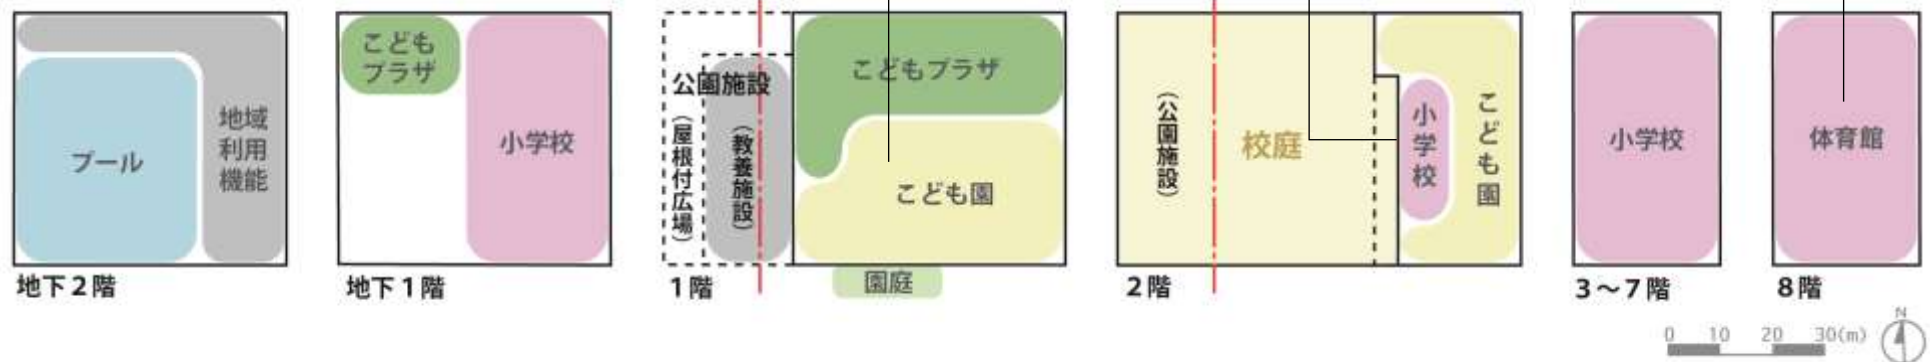 プール
地域
利用
機能
地下2階
こども
プラザ
小学校
地下1階
公園施設
（屋根付広場）
（教養施設）
こどもプラザ
こども園
園庭
1階
（公園施設）
校庭
小学校
こども園
2階
小学校
3～7階
体育館
8階
0 10 20 30(m)
N